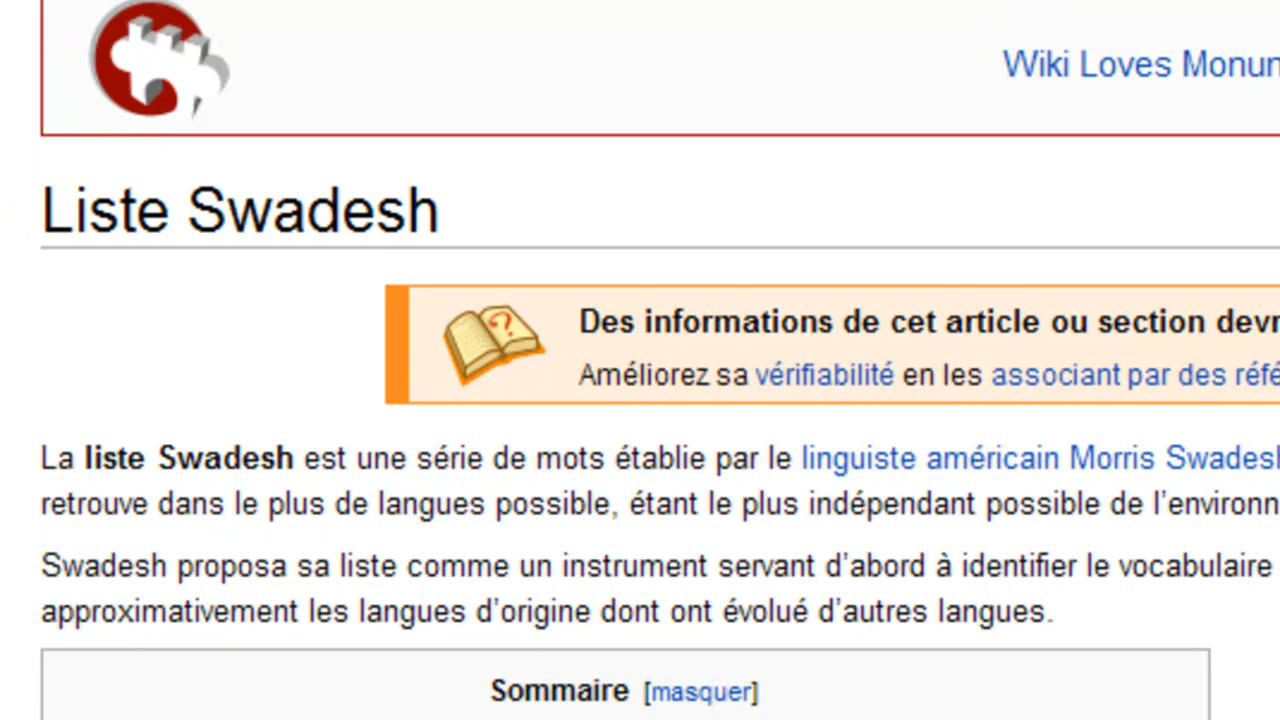 Wiki Loves Monu
Liste Swadesh
Des informations de cet article ou section dev
Améliorez sa vérifiabilité en les associant par des réfé
La liste Swadesh est une série de mots établie par le linguiste américain Morris Swadesh
retrouve dans le plus de langues possible, étant le plus indépendant possible de l'environn
Swadesh proposa sa liste comme un instrument servant d'abord à identifier le vocabulaire
approximativement les langues d'origine dont ont évolué d'autres langues.
Sommaire [masquer]